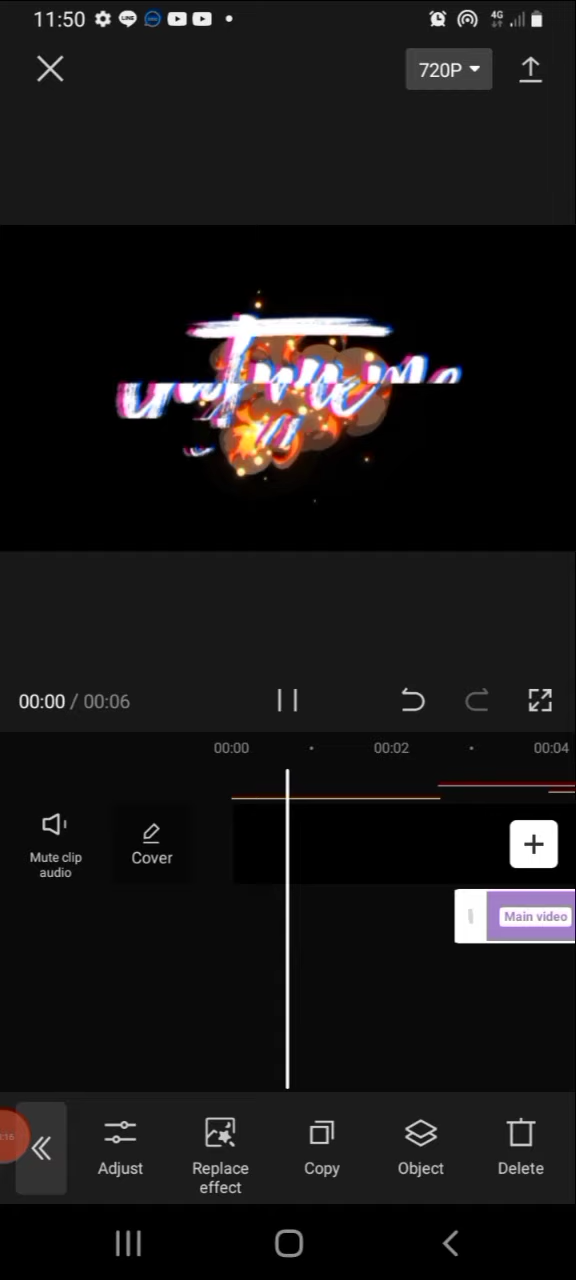 11:50
4G
720P
00:00 / 00:06
00:00
00:02
00:04
Mute clip
audio
Cover
Main video
Adjust
Replace
effect
Copy
Object
Delete